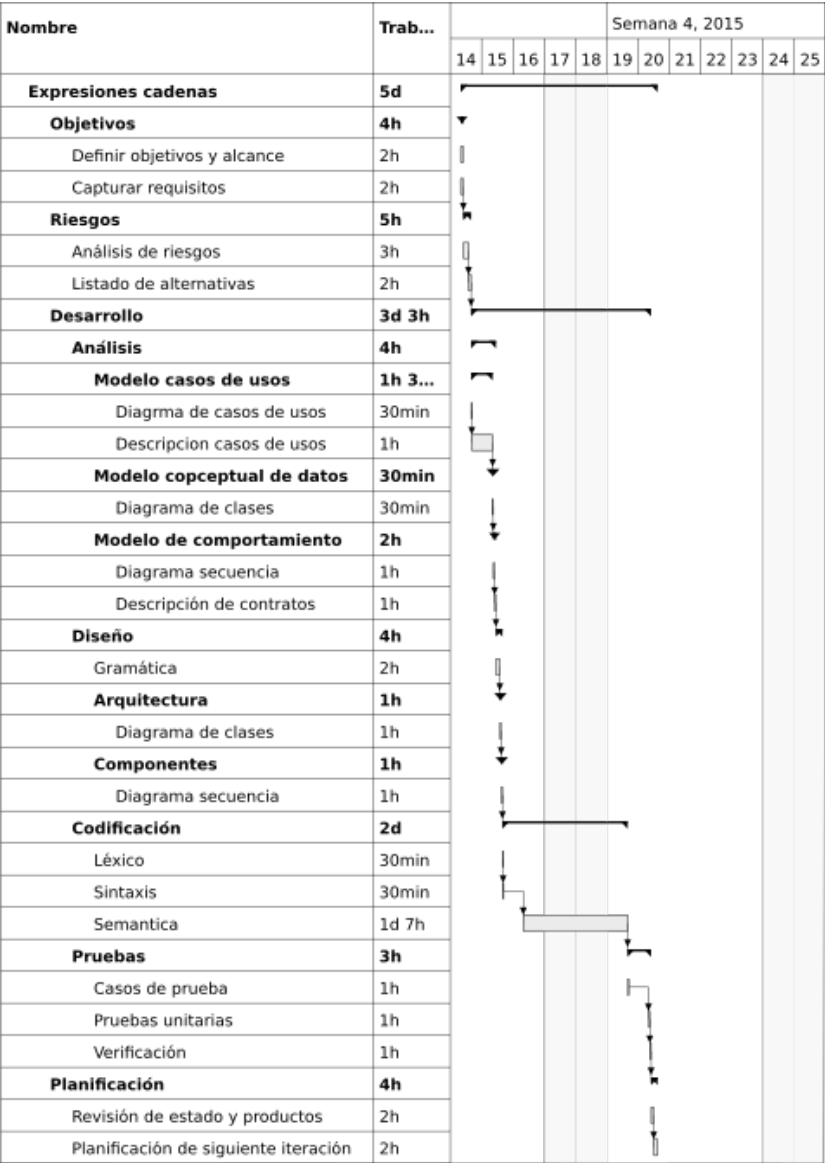 Nombre Trab... Semana 4, 2015
14 15 16 17 18 19 20 21 22 23 24 25
Expresiones cadenas 5d
Objetivos 4h
Definir objetivos y alcance 2h
Capturar requisitos 2h
Riesgos 5h
Análisis de riesgos 3h
Listado de alternativas 2h
Desarrollo 3d 3h
Análisis 4h
Modelo casos de usos 1h 3...
Diagrma de casos de usos 30min
Descripcion casos de usos 1h
Modelo copceptual de datos 30min
Diagrama de clases 30min
Modelo de comportamiento 2h
Diagrama secuencia 1h
Descripción de contratos 1h
Diseño 4h
Gramática 2h
Arquitectura 1h
Diagrama de clases 1h
Componentes 1h
Diagrama secuencia 1h
Codificación 2d
Léxico 30min
Sintaxis 30min
Semantica 1d 7h
Pruebas 3h
Casos de prueba 1h
Pruebas unitarias 1h
Verificación 1h
Planificación 4h
Revisión de estado y productos 2h
Planificación de siguiente iteración 2h